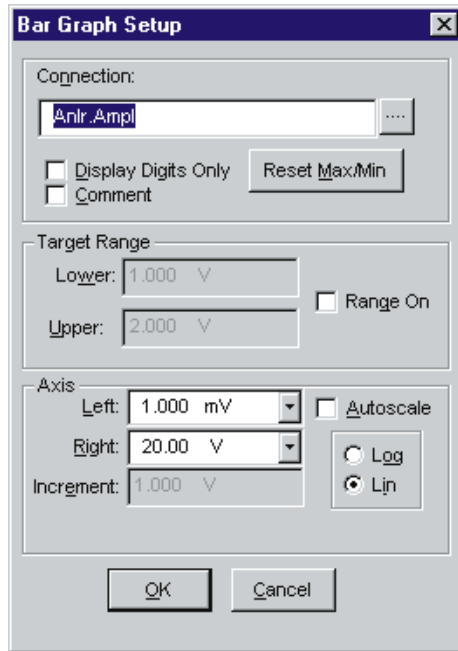 Bar Graph Setup
Connection:
Anlr.Ampl
....
Display Digits Only
Reset Max/Min
Comment
Target Range
Lower: 1.000 V
Range On
Upper: 2.000 V
Axis
Left: 1.000 mV
Autoscale
Right: 20.00 V
Log
Increment: 1.000 V
Lin
OK
Cancel